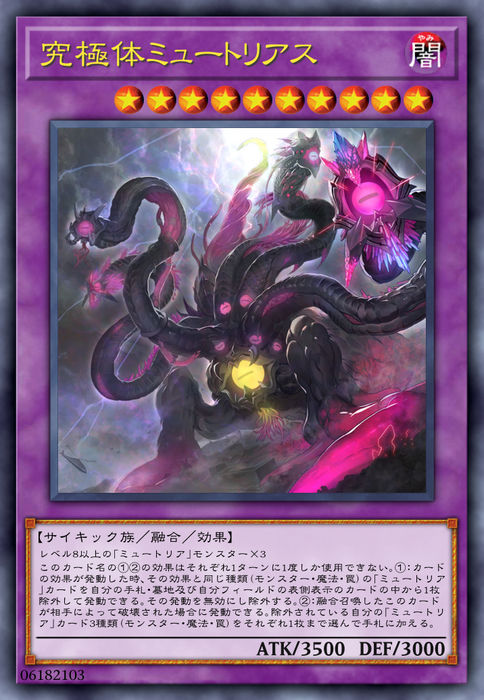 究極体ミュートリアス
やみ
闇
【サイキック族／融合／効果】
レベル8以上の「ミュートリア」モンスター×3
このカード名の①②の効果はそれぞれ1ターンに1度しか使用できない。①：カード
の効果が発動した時、その効果と同じ種類（モンスター・魔法・罠）の「ミュートリア」
カードを自分の手札・墓地及び自分フィールドの表側表示のカードの中から1枚
除外して発動できる。その発動を無効にし除外する。②：融合召喚したこのカード
が相手によって破壊された場合に発動できる。除外されている自分の「ミュートリ
ア」カード3種類（モンスター・魔法・罠）をそれぞれ1枚まで選んで手札に加える。
ATK/3500 DEF/3000
06182103